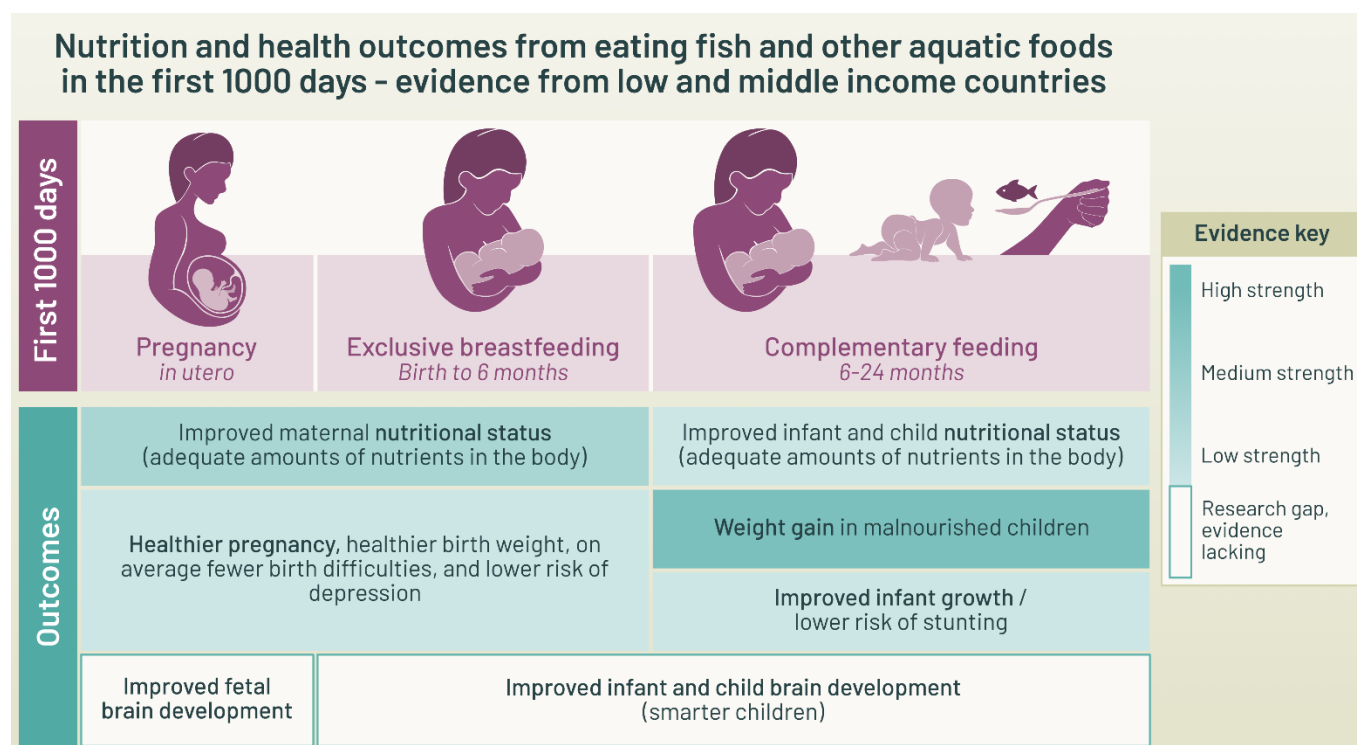 Nutrition and health outcomes from eating fish and other aquatic foods
in the first 1000 days - evidence from low and middle income countries
First 1000 days
Pregnancy
in utero
Exclusive breastfeeding
Birth to 6 months
Complementary feeding
6-24 months
Evidence key
High strength
Medium strength
Low strength
Research gap,
evidence
lacking
Outcomes
Improved maternal nutritional status
(adequate amounts of nutrients in the body)
Improved infant and child nutritional status
(adequate amounts of nutrients in the body)
Healthier pregnancy, healthier birth weight, on
average fewer birth difficulties, and lower risk of
depression
Weight gain in malnourished children
Improved infant growth /
lower risk of stunting
Improved fetal
brain development
Improved infant and child brain development
(smarter children)